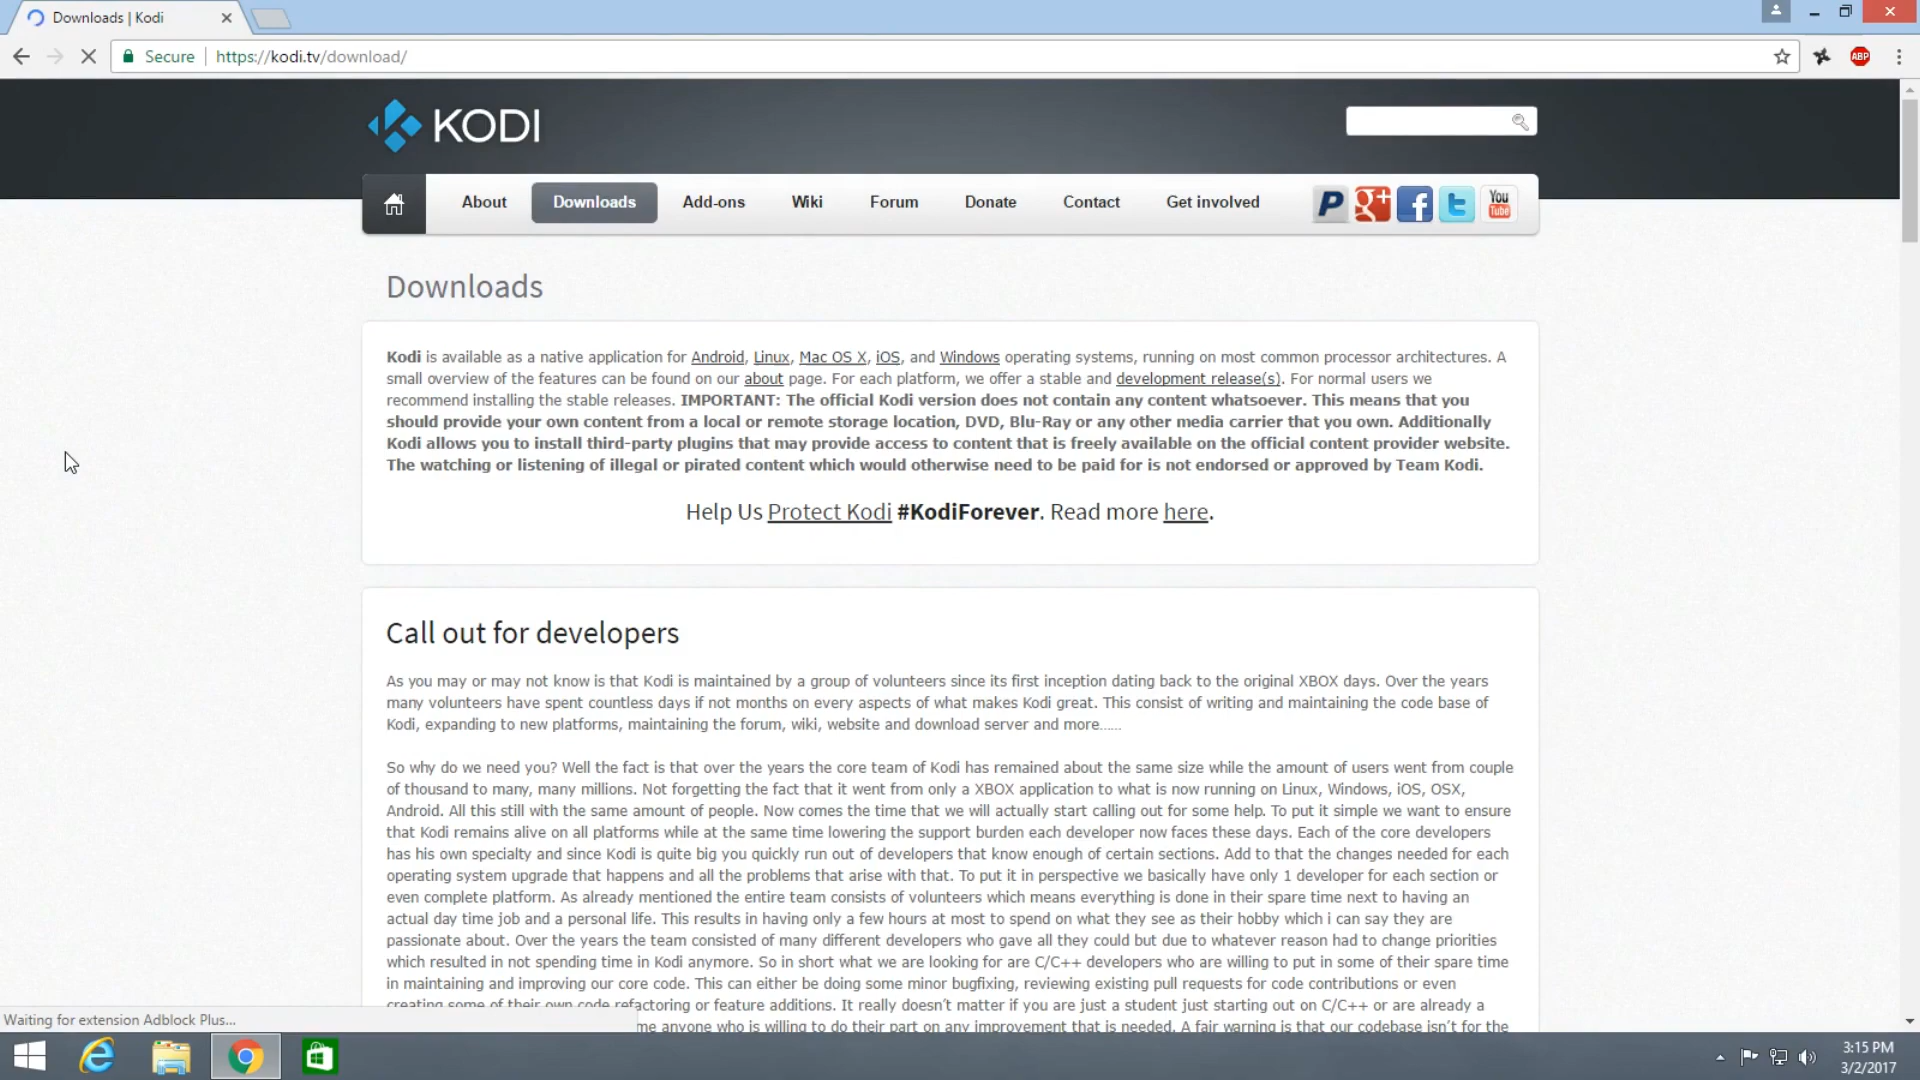 Downloads | Kodi
Secure
https://kodi.tv/download/
ABP
KODI
About
Downloads
Add-ons
Wiki
Forum
Donate
Contact
Get involved
P
g+
f
t
You
Tube
Downloads
Kodi is available as a native application for Android, Linux, Mac OS X, iOS, and Windows operating systems, running on most common processor architectures. A
small overview of the features can be found on our about page. For each platform, we offer a stable and development release(s). For normal users we
recommend installing the stable releases. IMPORTANT: The official Kodi version does not contain any content whatsoever. This means that you
should provide your own content from a local or remote storage location, DVD, Blu-Ray or any other media carrier that you own. Additionally
Kodi allows you to install third-party plugins that may provide access to content that is freely available on the official content provider website.
The watching or listening of illegal or pirated content which would otherwise need to be paid for is not endorsed or approved by Team Kodi.
Help Us Protect Kodi #KodiForever. Read more here.
Call out for developers
As you may or may not know is that Kodi is maintained by a group of volunteers since its first inception dating back to the original XBOX days. Over the years
many volunteers have spent countless days if not months on every aspects of what makes Kodi great. This consist of writing and maintaining the code base of
Kodi, expanding to new platforms, maintaining the forum, wiki, website and download server and more......
So why do we need you? Well the fact is that over the years the core team of Kodi has remained about the same size while the amount of users went from couple
of thousand to many, many millions. Not forgetting the fact that it went from only a XBOX application to what is now running on Linux, Windows, iOS, OSX,
Android. All this still with the same amount of people. Now comes the time that we will actually start calling out for some help. To put it simple we want to ensure
that Kodi remains alive on all platforms while at the same time lowering the support burden each developer now faces these days. Each of the core developers
has his own specialty and since Kodi is quite big you quickly run out of developers that know enough of certain sections. Add to that the changes needed for each
operating system upgrade that happens and all the problems that arise with that. To put it in perspective we basically have only 1 developer for each section or
even complete platform. As already mentioned the entire team consists of volunteers which means everything is done in their spare time next to having an
actual day time job and a personal life. This results in having only a few hours at most to spend on what they see as their hobby which i can say they are
passionate about. Over the years the team consisted of many different developers who gave all they could but due to whatever reason had to change priorities
which resulted in not spending time in Kodi anymore. So in short what we are looking for are C/C++ developers who are willing to put in some of their spare time
in maintaining and improving our core code. This can either be doing some minor bugfixing, reviewing existing pull requests for code contributions or even
creating some of their own code refactoring or feature additions. It really doesn't matter if you are just a student just starting out on C/C++ or are already a
me anyone who is willing to do their part on any improvement that is needed. A fair warning is that our codebase isn't for the
Waiting for extension Adblock Plus...
3:15 PM
3/2/2017